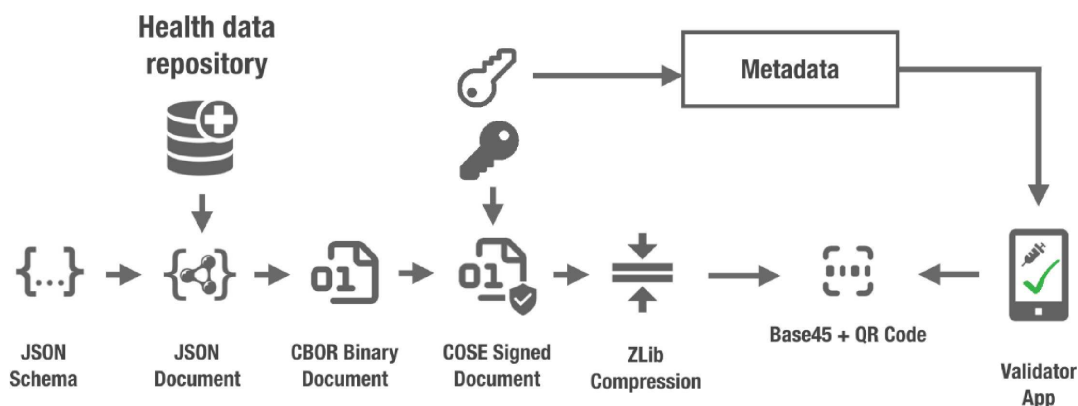 Health data
repository
Metadata
{...}
01
01
JSON
Schema
JSON
Document
CBOR Binary
Document
COSE Signed
Document
ZLib
Compression
Base45 + QR Code
Validator
App